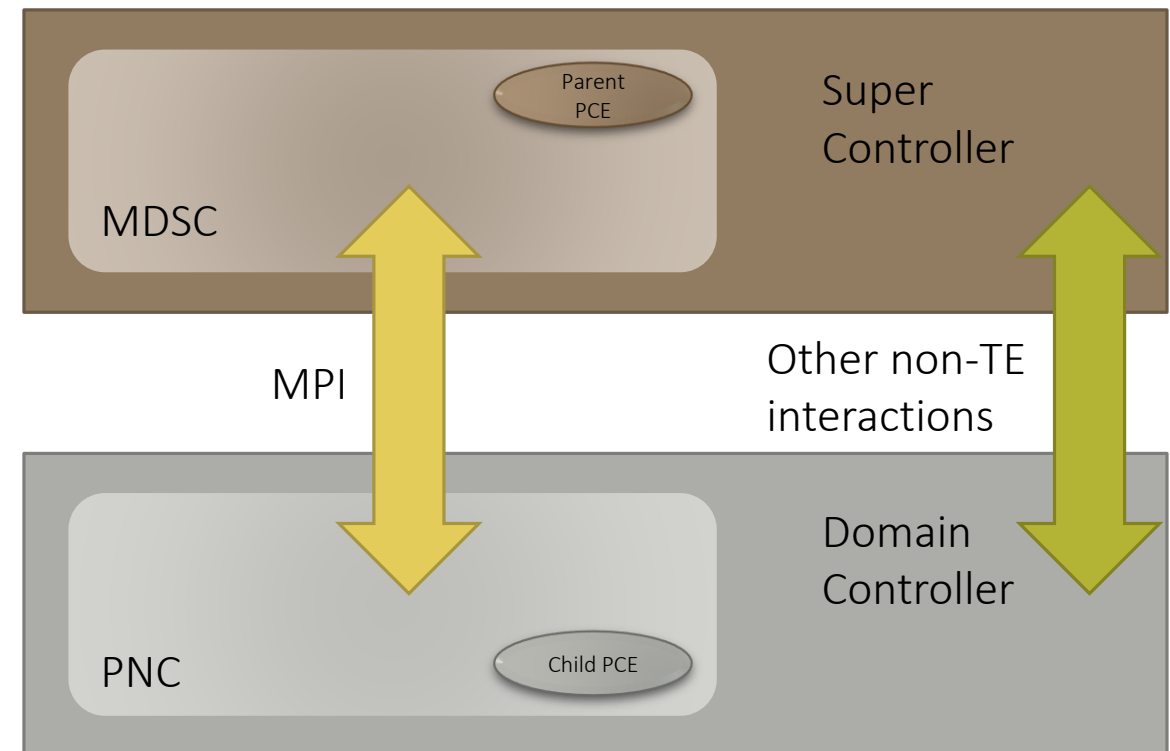 Parent
PCE
Super
Controller
MDSC
MPI
Other non-TE
interactions
Domain
Controller
PNC
Child PCE